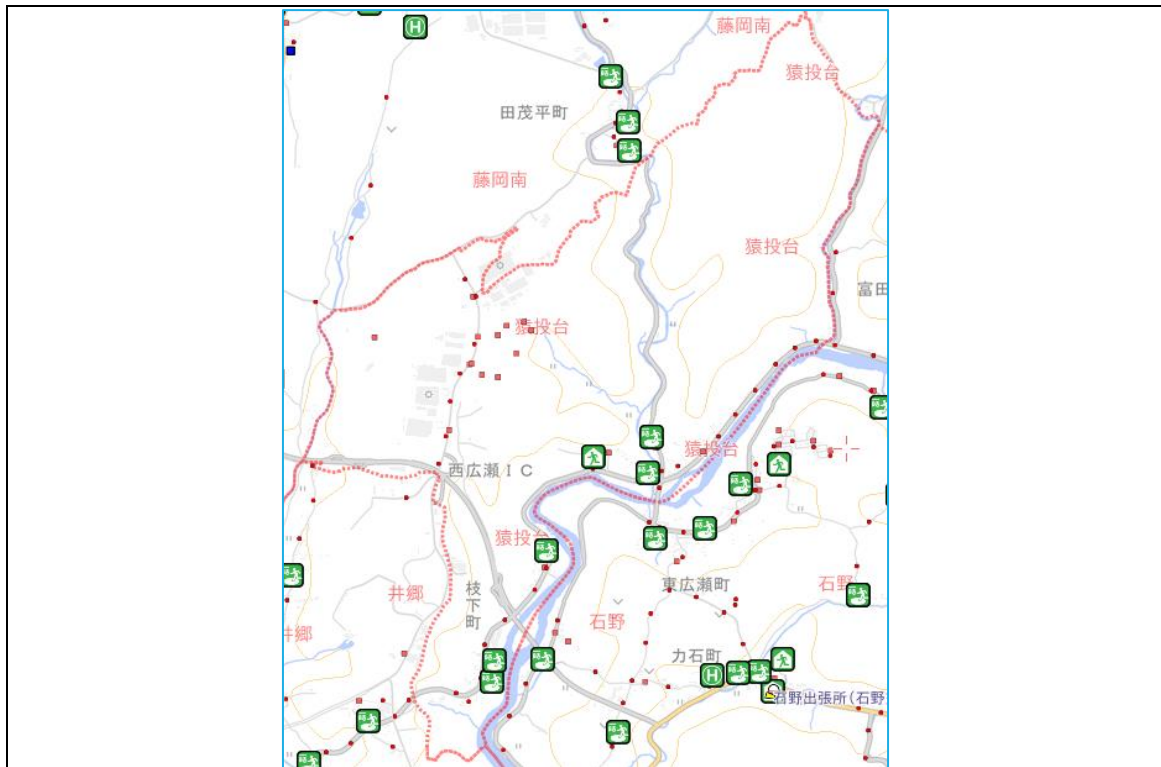 藤岡南
H
猿投台
田茂平町
藤岡南
猿投台
富田
猿投台
猿投台
西広瀬IC
猿投台
東広瀬町
石野
枝下町
井郷
石野
井郷
力石町
H
石野出張所(石野